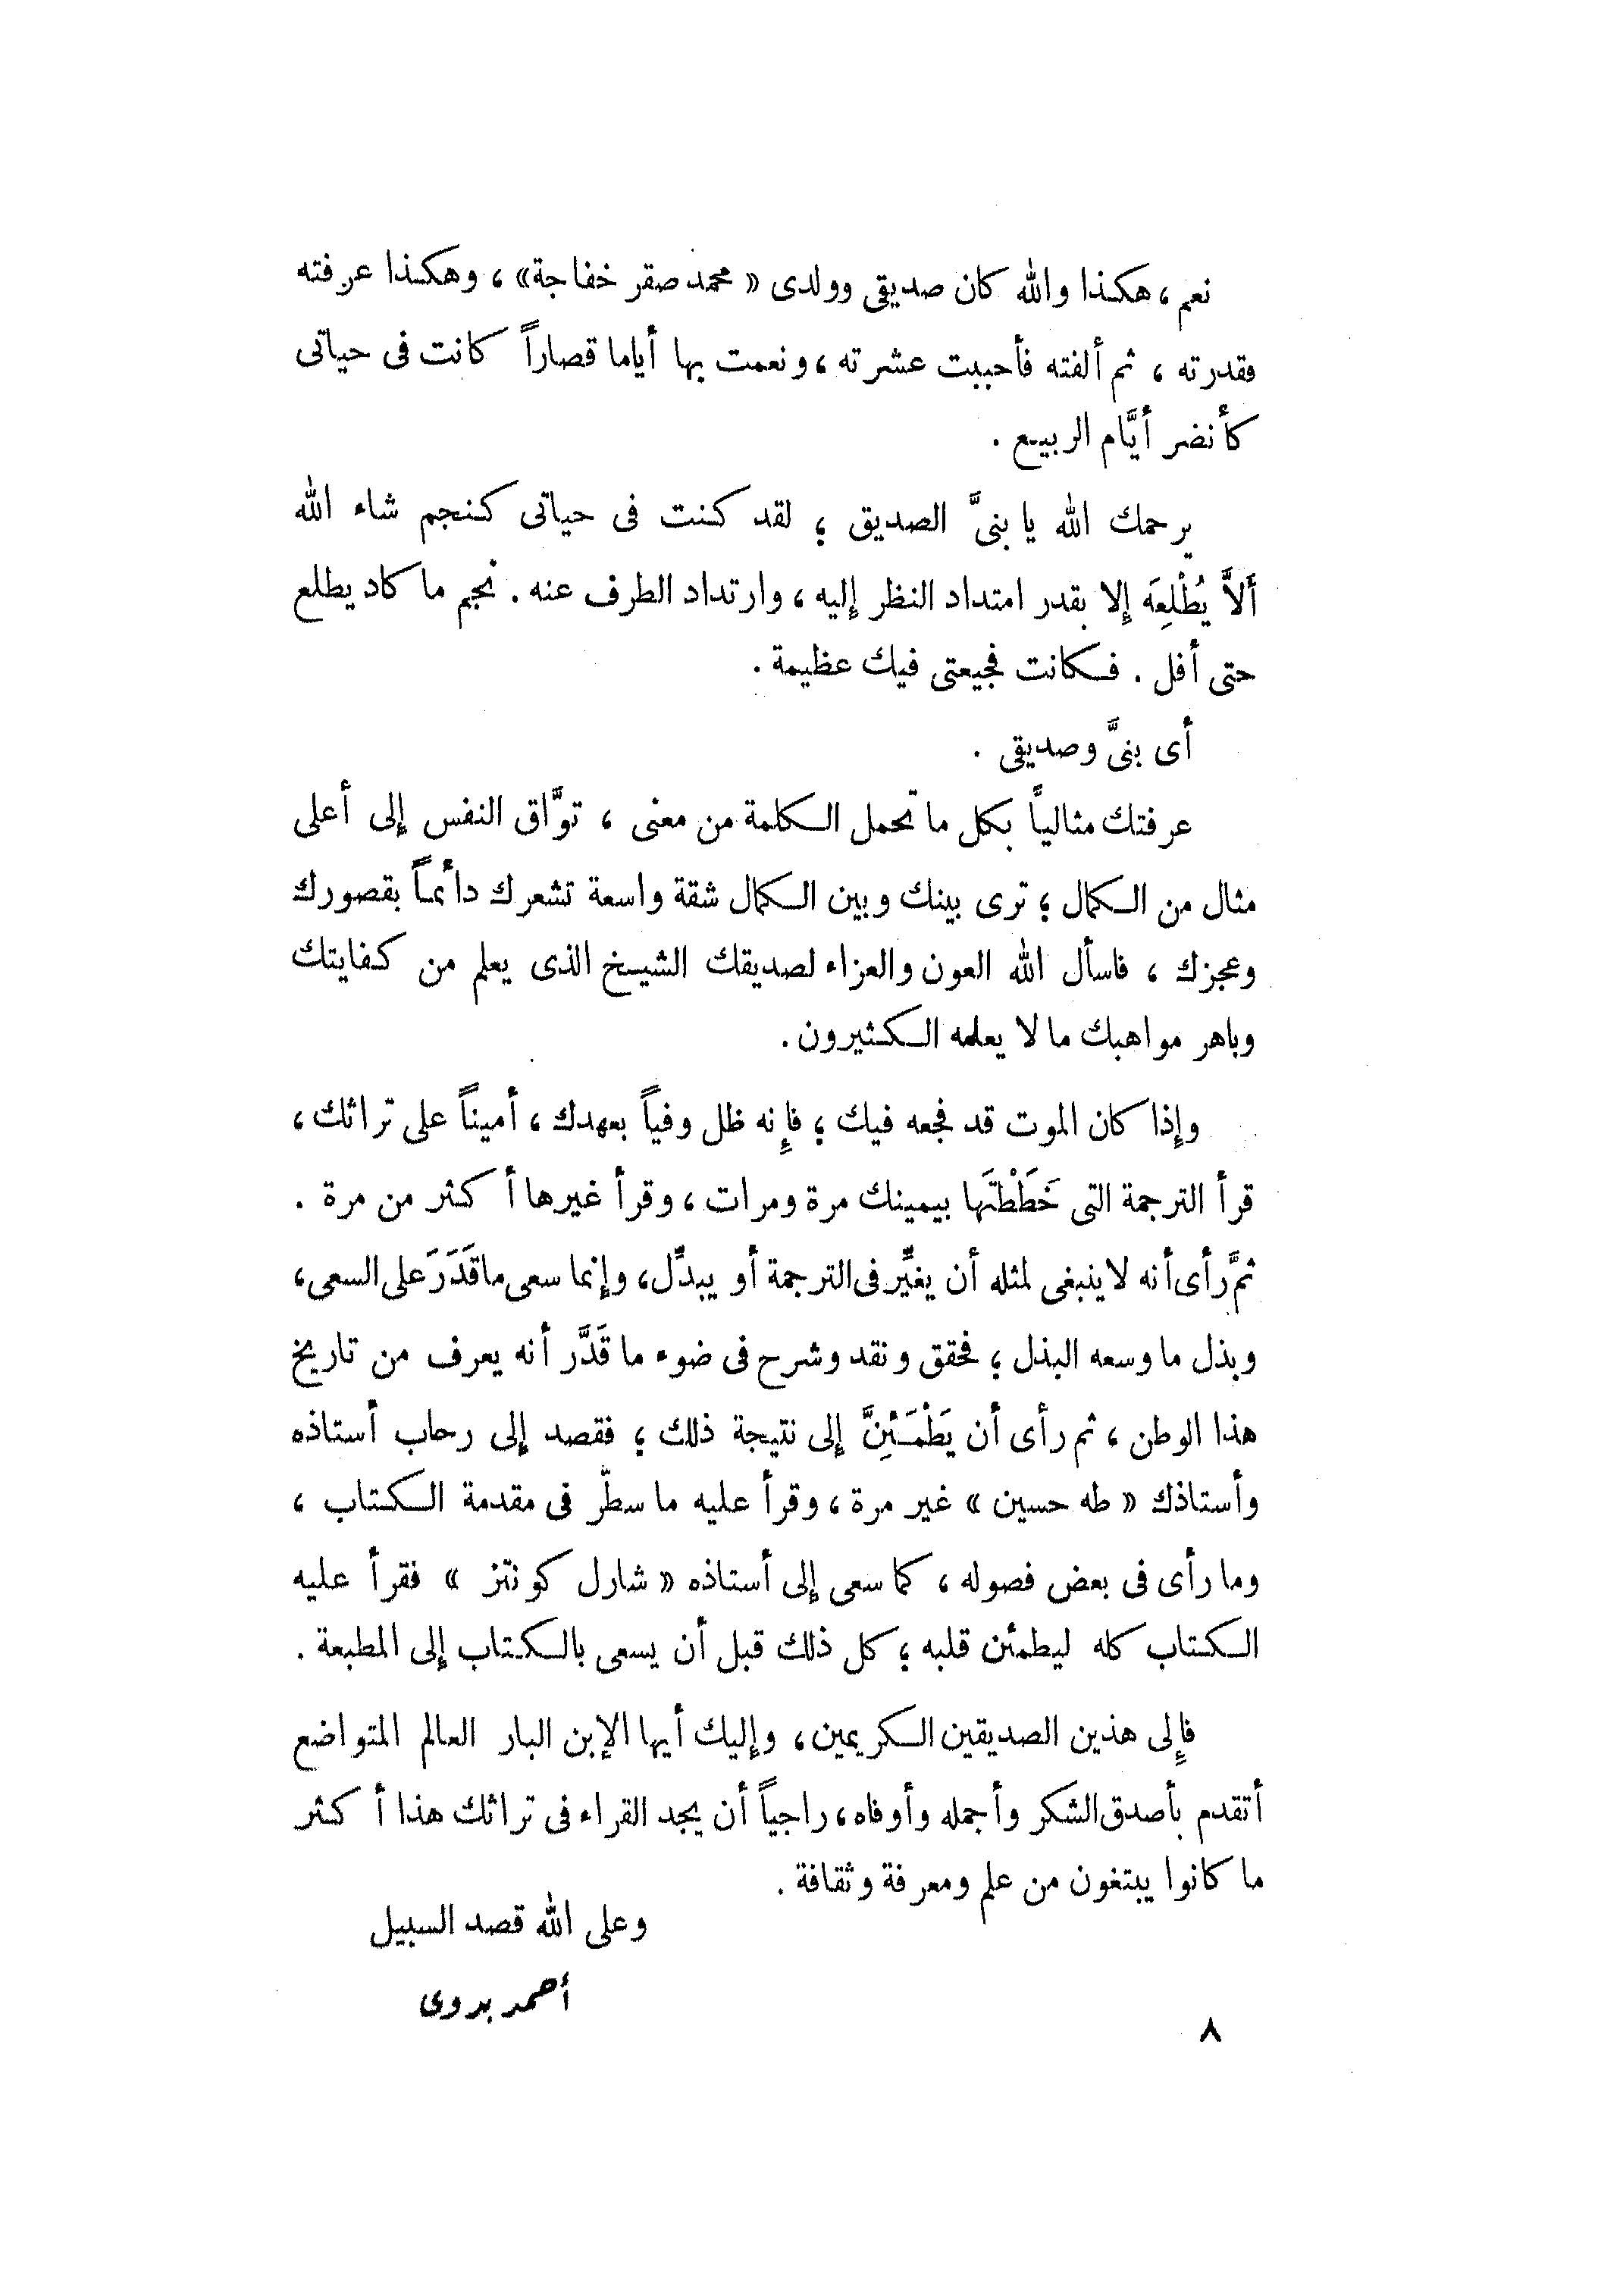 نعم ، هكذا والله كان صديقى وولدى « محمد صقر خفاجة» ، وهكذا عرفته
وقدرته ، ثم ألفته فأحببت عشرته ، ونعمت بها أياما قصاراً كانت فى حياتى
كأنضر أيَّام الربيع .
يرحمك الله يا بنىَّ الصديق ؛ لقد كنت فى حياتى كنجم شاء الله
ألاَّ يُطْلِعَه إلا بقدر امتداد النظر إليه ، وارتداد الطرف عنه . نجم ما كاد يطلع
حتى أفل . فكانت فجيعتى فيك عظيمة .
أى بنىَّ وصديقى .
عرفتك مثالياً بكل ما تحمل الكلمة من معنى ، توَّاق النفس إلى أعلى
مثال من الكمال ؛ ترى بينك وبين الكمال شقة واسعة تشعرك دائماً بقصورك
وعجزك ، فاسأل الله العون والعزاء لصديقك الشيخ الذى يعلم من كفايتك
وباهر مواهبك ما لا يعلمه الكثيرون .
وإذا كان الموت قد فجعه فيك ؛ فإنه ظل وفياً بعهدك ، أميناً على تراثك ،
قرأ الترجمة التى خَطَطْتَها بيمينك مرة ومرات ، وقرأ غيرها أكثر من مرة .
ثمَّ رأى أنه لا ينبغى لمثله أن يغيِّر فى الترجمة أو يبدِّل ، وإنما سعى ما قَدَرَ على السعى ،
وبذل ما وسعه البذل ؛ فحقق ونقد وشرح فى ضوء ما قَدَّر أنه يعرف من تاريخ
هذا الوطن ، ثم رأى أن يَطْمَئِنَّ إلى نتيجة ذلك ؛ فقصد إلى رحاب أستاذه
وأستاذك « طه حسين » غير مرة ، وقرأ عليه ما سطّر فى مقدمة الكتاب ،
وما رأى فى بعض فصوله ، كما سعى إلى أستاذه « شارل كونتز » فقرأ عليه
الكتاب كله ليطمئن قلبه ؛ كل ذلك قبل أن يسعى بالكتاب إلى المطبعة .
فإلى هذين الصديقين الكريمين ، وإليك أيها الإبن البار العالم المتواضع
أتقدم بأصدق الشكر وأجمله وأوفاه ، راجياً أن يجد القراء فى تراثك هذا أكثر
ما كانوا يبتغون من علم ومعرفة وثقافة .
وعلى الله قصد السبيل
أحمد بدوى
٨